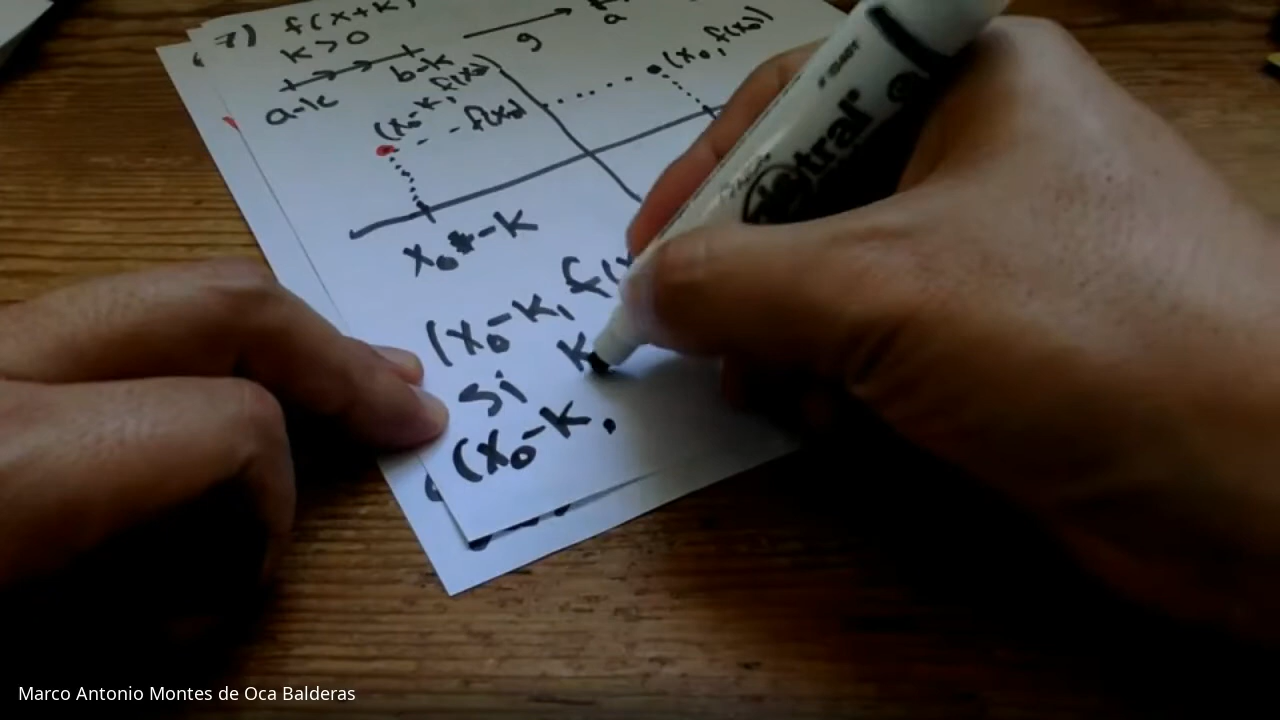 7) f(x+k)
k > 0
a-k b-k a
g
(x₀-k, f(x₀)) (x₀, f(x₀))
f(x₀)
x₀-k
(x₀-k, f(x
Si k
(x₀-k,
Marco Antonio Montes de Oca Balderas